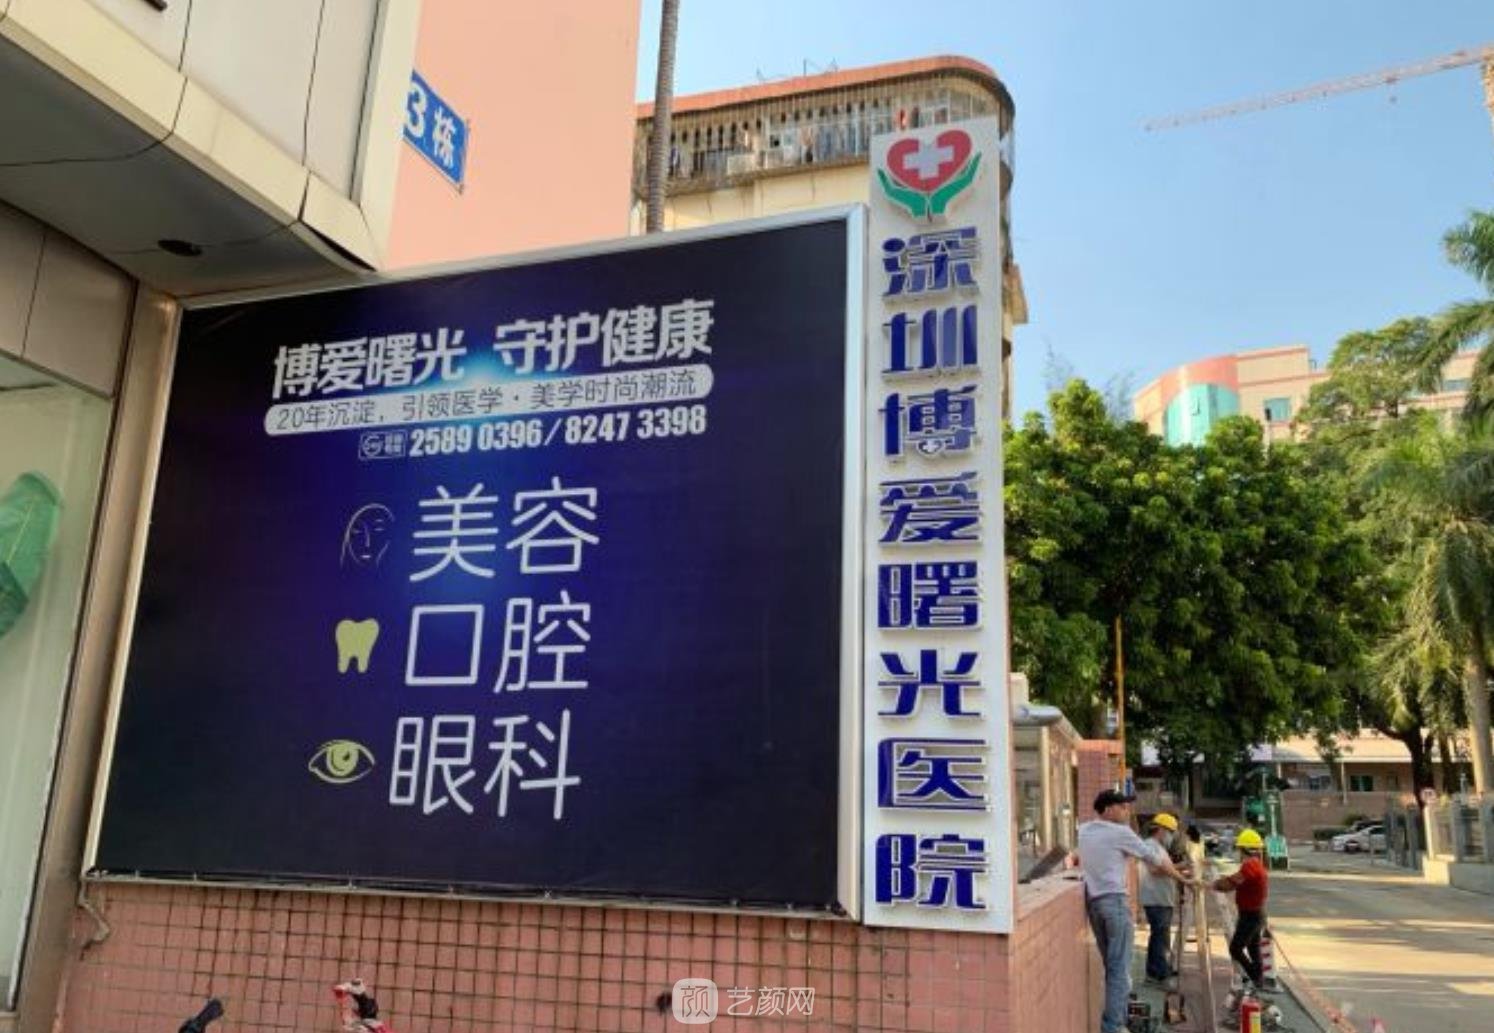 3栋
博爱曙光 守护健康
20年沉淀，引领医学·美学时尚潮流
2589 0396/8247 3398
美容
口腔
眼科
深圳博爱曙光医院
颜 艺颜网